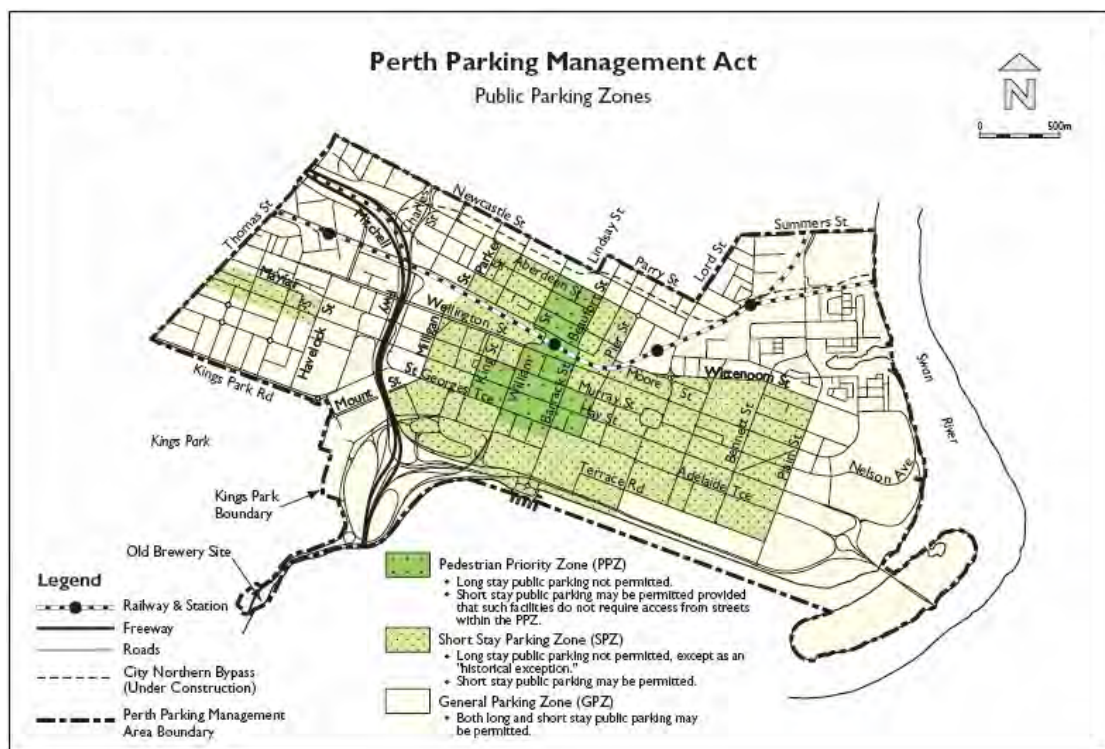 Perth Parking Management Act
Public Parking Zones
N
0 500m
Newcastle St
Lindsay St
Parry St
Lord St
Summers St
Thomas St
Mitchell
Fwy
Charles St
Parker St
Aberdeen St
Beaufort St
Pier St
Havelock St
Wellington St
Milligan St
King St
William St
Barrack St
Murray St
Moore St
Wittenoom St
Hay St
St Georges Tce
Mount St
Kings Park Rd
Bennett St
Plain St
Nelson Ave
Terrace Rd
Adelaide Tce
Swan River
Kings Park
Kings Park
Boundary
Old Brewery Site
Legend
Railway & Station
Freeway
Roads
City Northern Bypass
(Under Construction)
Perth Parking Management
Area Boundary
Pedestrian Priority Zone (PPZ)
• Long stay public parking not permitted.
• Short stay public parking may be permitted provided
that such facilities do not require access from streets
within the PPZ.
Short Stay Parking Zone (SPZ)
• Long stay public parking not permitted, except as an
"historical exception."
• Short stay public parking may be permitted.
General Parking Zone (GPZ)
• Both long and short stay public parking may
be permitted.